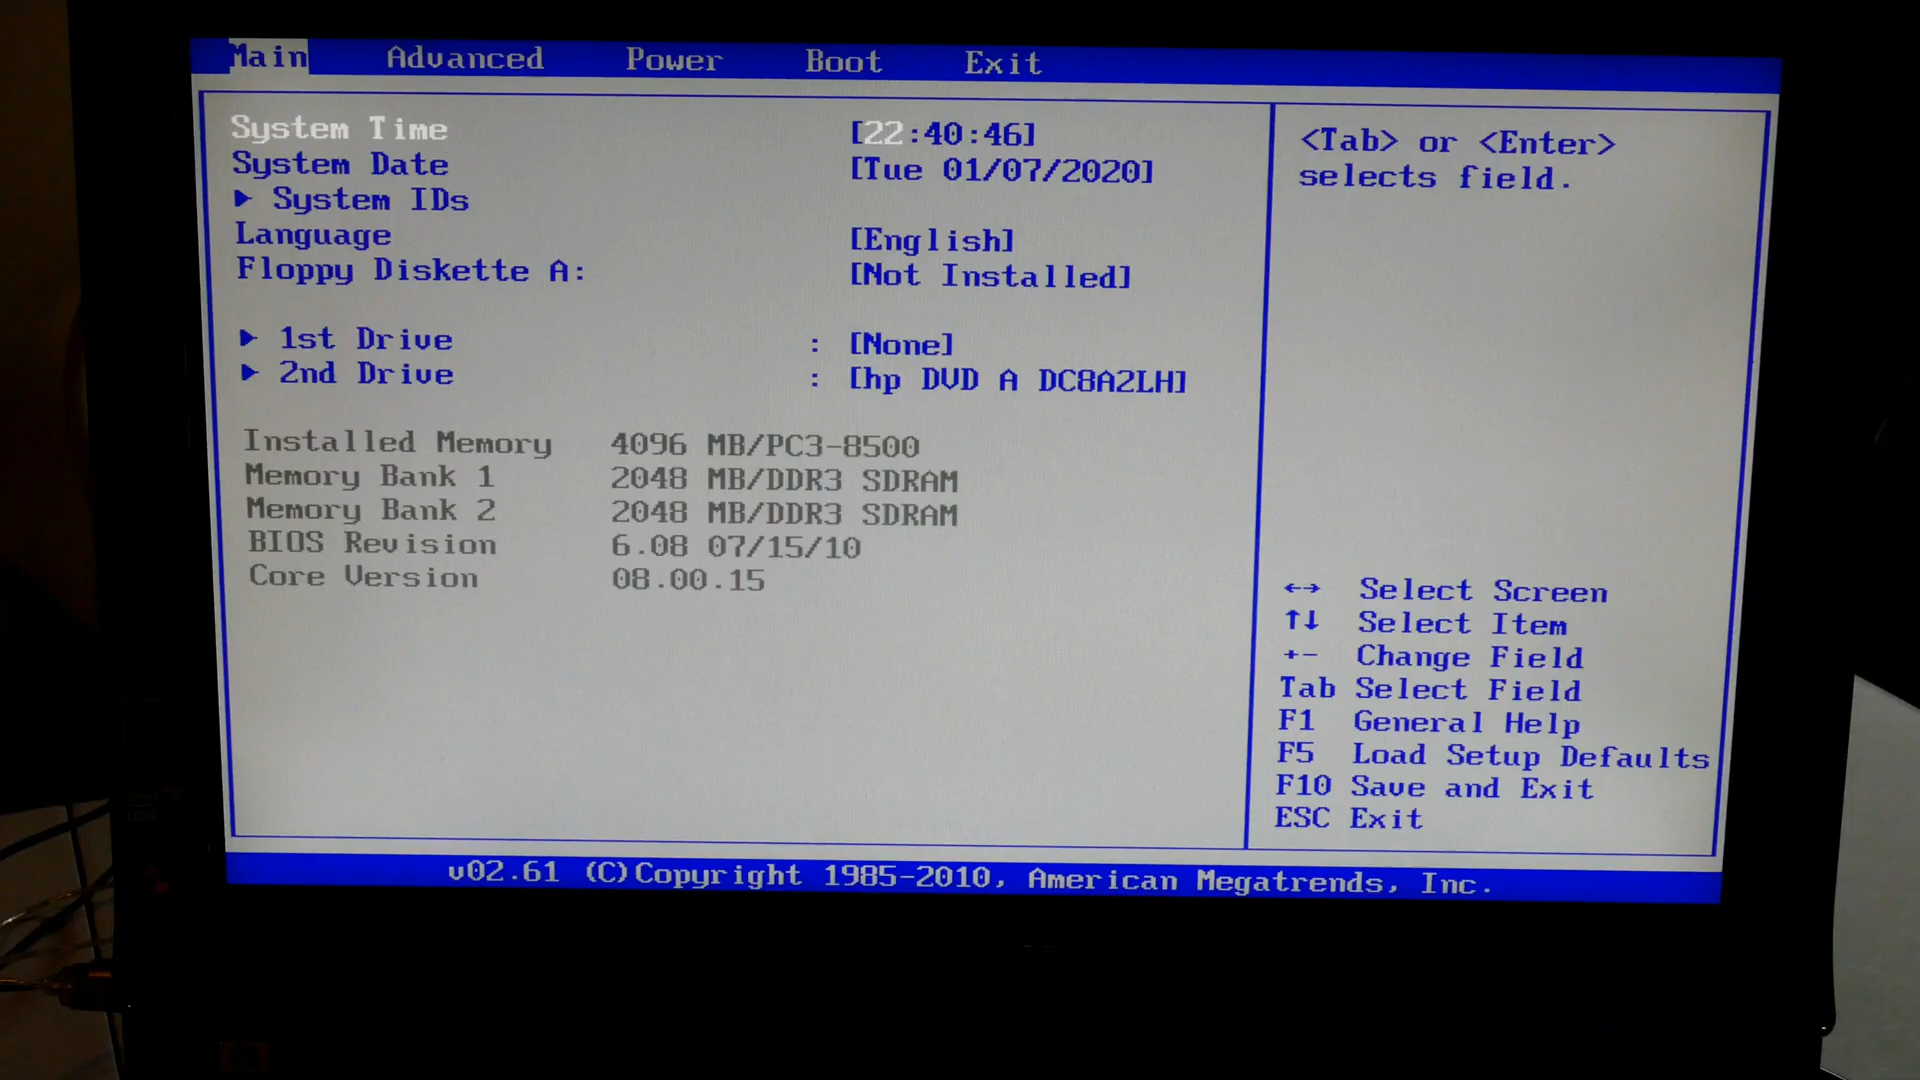 Main Advanced Power Boot Exit
System Time [22:40:46]
System Date [Tue 01/07/2020]
▶ System IDs
Language [English]
Floppy Diskette A: [Not Installed]
▶ 1st Drive : [None]
▶ 2nd Drive : [hp DVD A DC8A2LH]
Installed Memory 4096 MB/PC3-8500
Memory Bank 1 2048 MB/DDR3 SDRAM
Memory Bank 2 2048 MB/DDR3 SDRAM
BIOS Revision 6.08 07/15/10
Core Version 08.00.15
<Tab> or <Enter>
selects field.
←→ Select Screen
↑↓ Select Item
+- Change Field
Tab Select Field
F1 General Help
F5 Load Setup Defaults
F10 Save and Exit
ESC Exit
v02.61 (C)Copyright 1985-2010, American Megatrends, Inc.